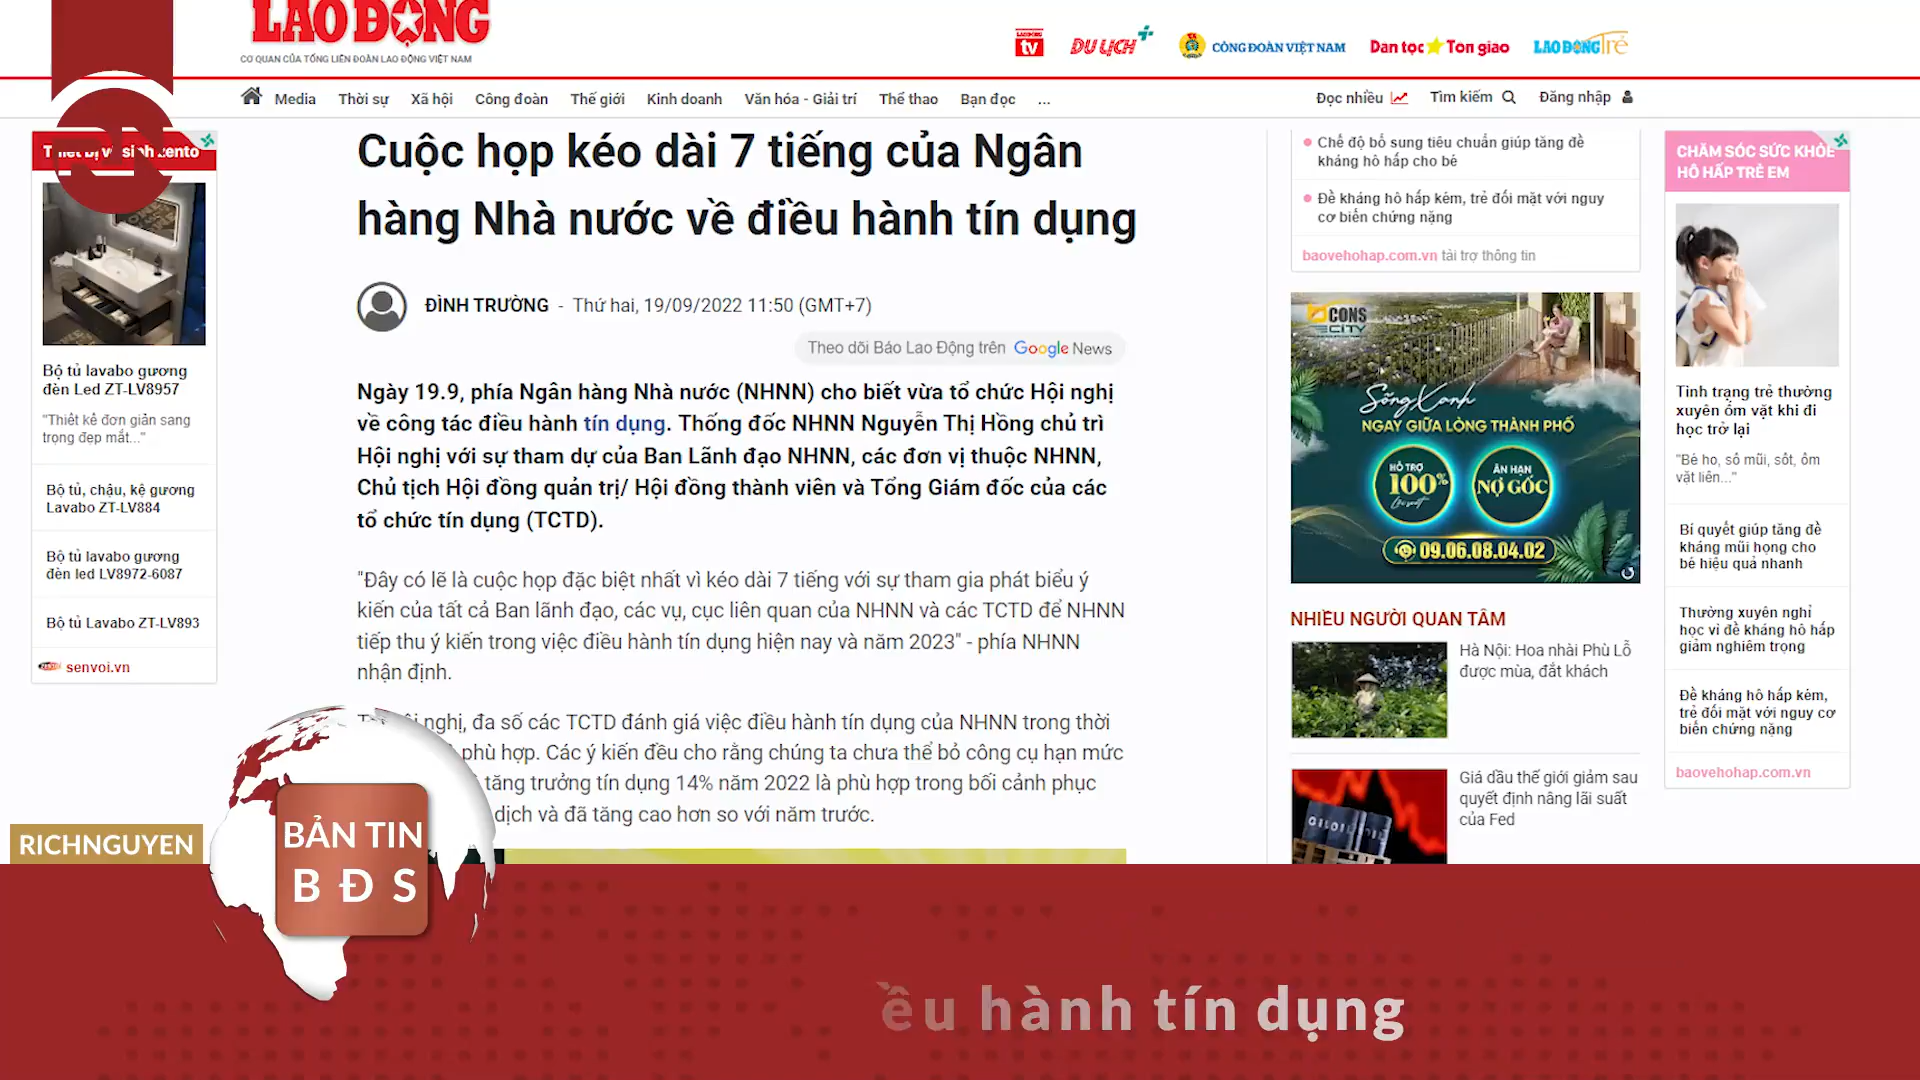 LAO ĐỘNG
CƠ QUAN CỦA TỔNG LIÊN ĐOÀN LAO ĐỘNG VIỆT NAM
LAO ĐỘNG tv
DU LỊCH+
CÔNG ĐOÀN VIỆT NAM
Dan tọc Ton giao
LAO ĐỘNG Trẻ
Media Thời sự Xã hội Công đoàn Thế giới Kinh doanh Văn hóa - Giải trí Thể thao Bạn đọc ...
Đọc nhiều Tìm kiếm Đăng nhập
Cuộc họp kéo dài 7 tiếng của Ngân
hàng Nhà nước về điều hành tín dụng
ĐÌNH TRƯỜNG - Thứ hai, 19/09/2022 11:50 (GMT+7)
Theo dõi Báo Lao Động trên Google News
Ngày 19.9, phía Ngân hàng Nhà nước (NHNN) cho biết vừa tổ chức Hội nghị
về công tác điều hành tín dụng. Thống đốc NHNN Nguyễn Thị Hồng chủ trì
Hội nghị với sự tham dự của Ban Lãnh đạo NHNN, các đơn vị thuộc NHNN,
Chủ tịch Hội đồng quản trị/ Hội đồng thành viên và Tổng Giám đốc của các
tổ chức tín dụng (TCTD).
"Đây có lẽ là cuộc họp đặc biệt nhất vì kéo dài 7 tiếng với sự tham gia phát biểu ý
kiến của tất cả Ban lãnh đạo, các vụ, cục liên quan của NHNN và các TCTD để NHNN
tiếp thu ý kiến trong việc điều hành tín dụng hiện nay và năm 2023" - phía NHNN
nhận định.
nghị, đa số các TCTD đánh giá việc điều hành tín dụng của NHNN trong thời
phù hợp. Các ý kiến đều cho rằng chúng ta chưa thể bỏ công cụ hạn mức
tăng trưởng tín dụng 14% năm 2022 là phù hợp trong bối cảnh phục
dịch và đã tăng cao hơn so với năm trước.
Thiết bị vệ sinh zento
Bộ tủ lavabo gương
đèn Led ZT-LV8957
"Thiết kế đơn giản sang
trọng đẹp mắt..."
Bộ tủ, chậu, kệ gương
Lavabo ZT-LV884
Bộ tủ lavabo gương
đèn led LV8972-6087
Bộ tủ Lavabo ZT-LV893
senvoi.vn
Chế độ bổ sung tiêu chuẩn giúp tăng đề
kháng hô hấp cho bé
Đề kháng hô hấp kém, trẻ đối mặt với nguy
cơ biến chứng nặng
baovehohap.com.vn tài trợ thông tin
CONS
CITY
Sống Xanh
NGAY GIỮA LÒNG THÀNH PHỐ
HỖ TRỢ
100%
Lãi suất
ÂN HẠN
NỢ GỐC
09.06.08.04.02
NHIỀU NGƯỜI QUAN TÂM
Hà Nội: Hoa nhài Phù Lỗ
được mùa, đắt khách
Giá dầu thế giới giảm sau
quyết định nâng lãi suất
của Fed
CHĂM SÓC SỨC KHỎE
HÔ HẤP TRẺ EM
Tình trạng trẻ thường
xuyên ốm vặt khi đi
học trở lại
"Bé ho, sổ mũi, sốt, ốm
vặt liên..."
Bí quyết giúp tăng đề
kháng mũi họng cho
bé hiệu quả nhanh
Thường xuyên nghỉ
học vì đề kháng hô hấp
giảm nghiêm trọng
Đề kháng hô hấp kém,
trẻ đối mặt với nguy cơ
biến chứng nặng
baovehohap.com.vn
RICHNGUYEN
BẢN TIN
B Đ S
ều hành tín dụng